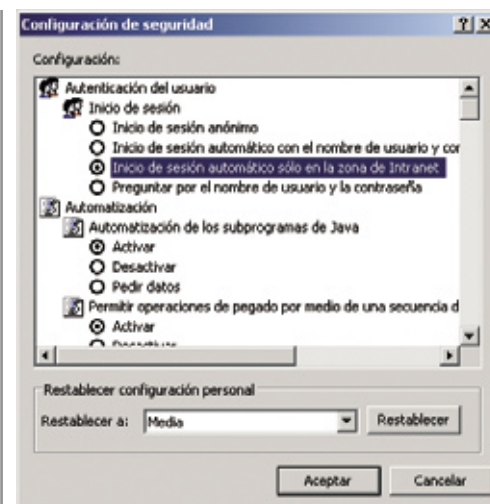 Configuración de seguridad
Configuración:
Autenticación del usuario
Inicio de sesión
Inicio de sesión anónimo
Inicio de sesión automático con el nombre de usuario y cor
Inicio de sesión automático sólo en la zona de Intranet
Preguntar por el nombre de usuario y la contraseña
Automatización
Automatización de los subprogramas de Java
Activar
Desactivar
Pedir datos
Permitir operaciones de pegado por medio de una secuencia d
Activar
Restablecer configuración personal
Restablecer a: Media Restablecer
Aceptar Cancelar